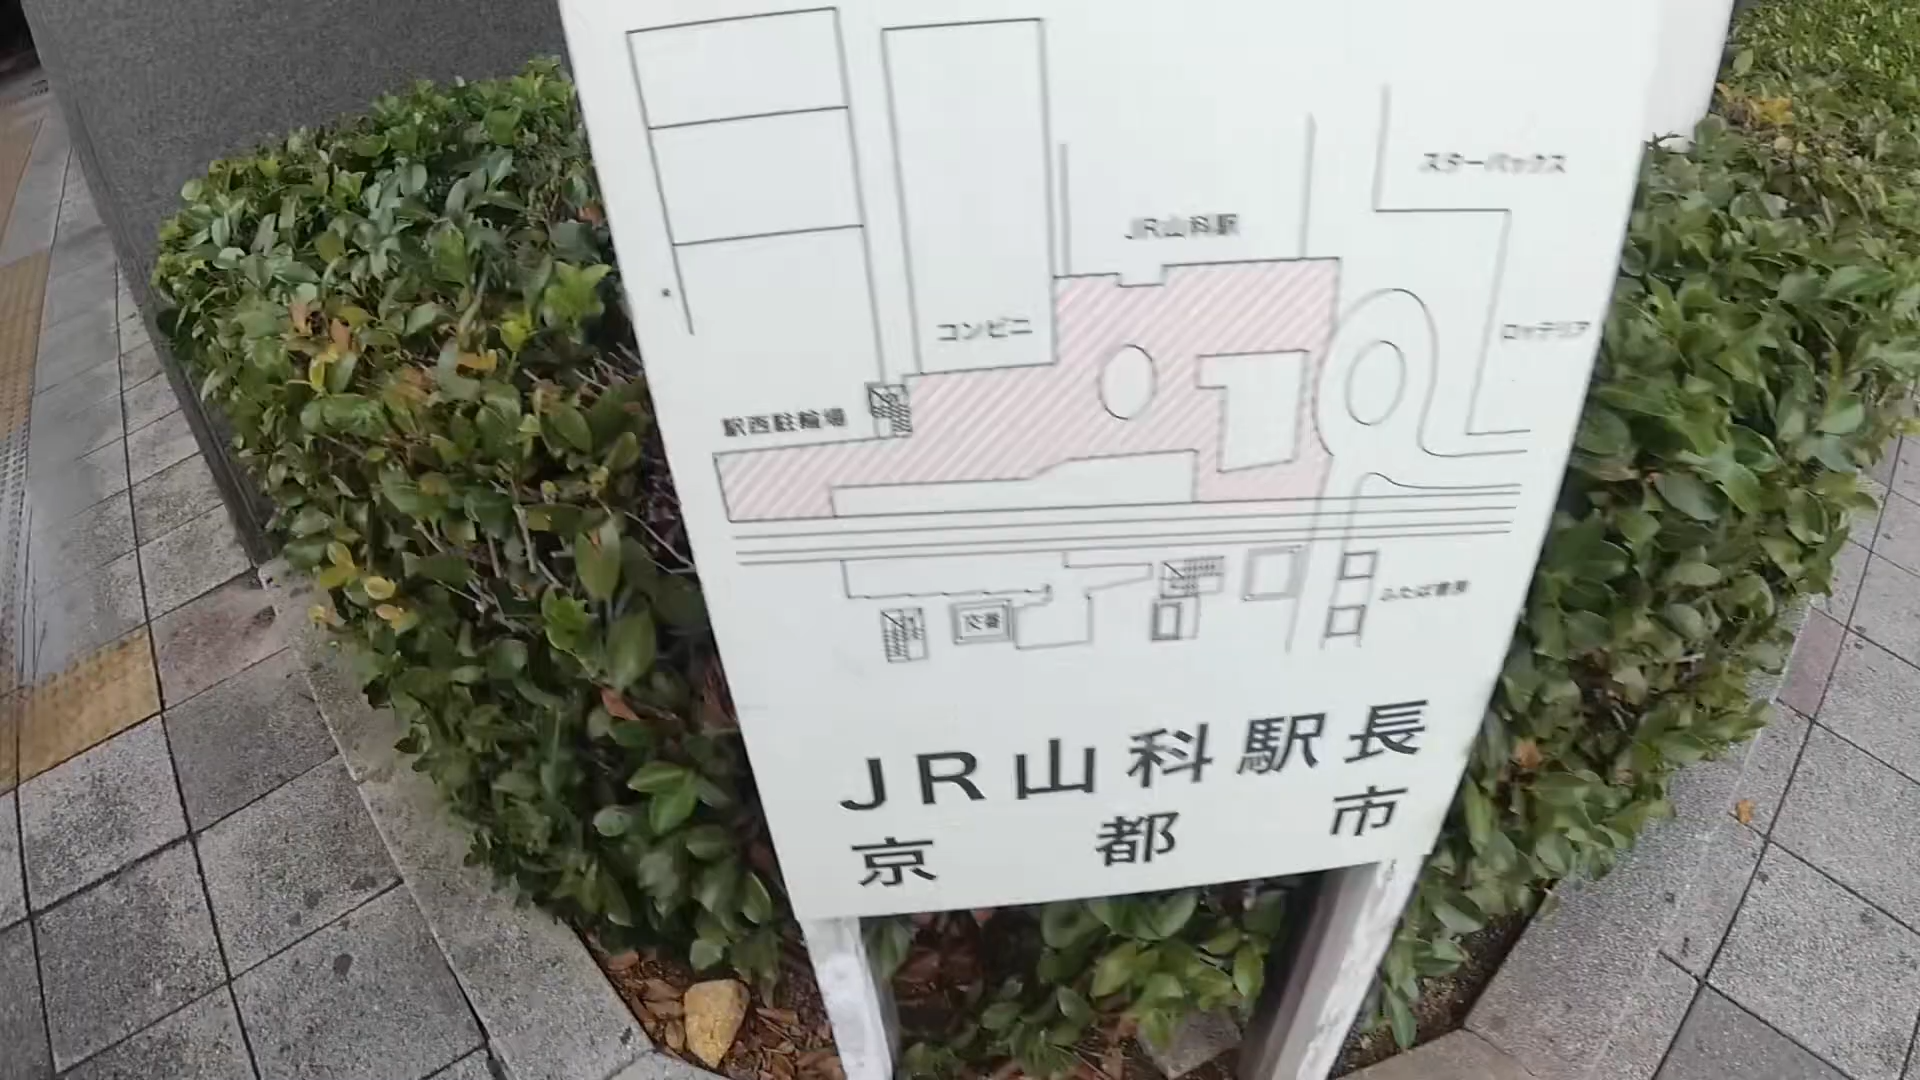 スターバックス
JR山科駅
コンビニ
ロッテリア
駅西駐輪場
ふたば書房
交番
JR山科駅長
京都市